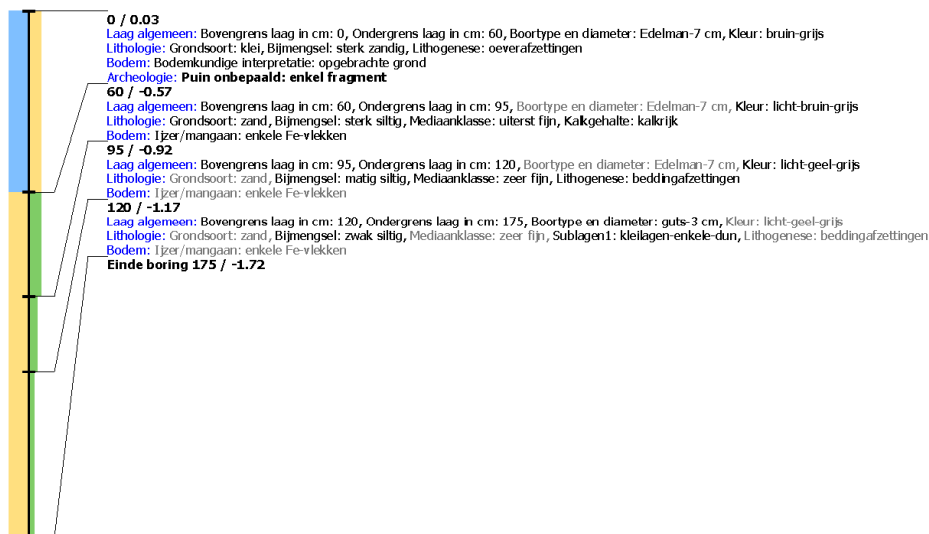 0 / 0.03
Laag algemeen: Bovengrens laag in cm: 0, Ondergrens laag in cm: 60, Boortype en diameter: Edelman-7 cm, Kleur: bruin-grijs
Lithologie: Grondsoort: klei, Bijmengsel: sterk zandig, Lithogenese: oeverafzettingen
Bodem: Bodemkundige interpretatie: opgebrachte grond
Archeologie: Puin onbepaald: enkel fragment
60 / -0.57
Laag algemeen: Bovengrens laag in cm: 60, Ondergrens laag in cm: 95, Boortype en diameter: Edelman-7 cm, Kleur: licht-bruin-grijs
Lithologie: Grondsoort: zand, Bijmengsel: sterk siltig, Mediaanklasse: uiterst fijn, Kalkgehalte: kalkrijk
Bodem: Ijzer/mangaan: enkele Fe-vlekken
95 / -0.92
Laag algemeen: Bovengrens laag in cm: 95, Ondergrens laag in cm: 120, Boortype en diameter: Edelman-7 cm, Kleur: licht-geel-grijs
Lithologie: Grondsoort: zand, Bijmengsel: matig siltig, Mediaanklasse: zeer fijn, Lithogenese: beddingafzettingen
Bodem: Ijzer/mangaan: enkele Fe-vlekken
120 / -1.17
Laag algemeen: Bovengrens laag in cm: 120, Ondergrens laag in cm: 175, Boortype en diameter: guts-3 cm, Kleur: licht-geel-grijs
Lithologie: Grondsoort: zand, Bijmengsel: zwak siltig, Mediaanklasse: zeer fijn, Sublagen1: kleilagen-enkele-dun, Lithogenese: beddingafzettingen
Bodem: Ijzer/mangaan: enkele Fe-vlekken
Einde boring 175 / -1.72